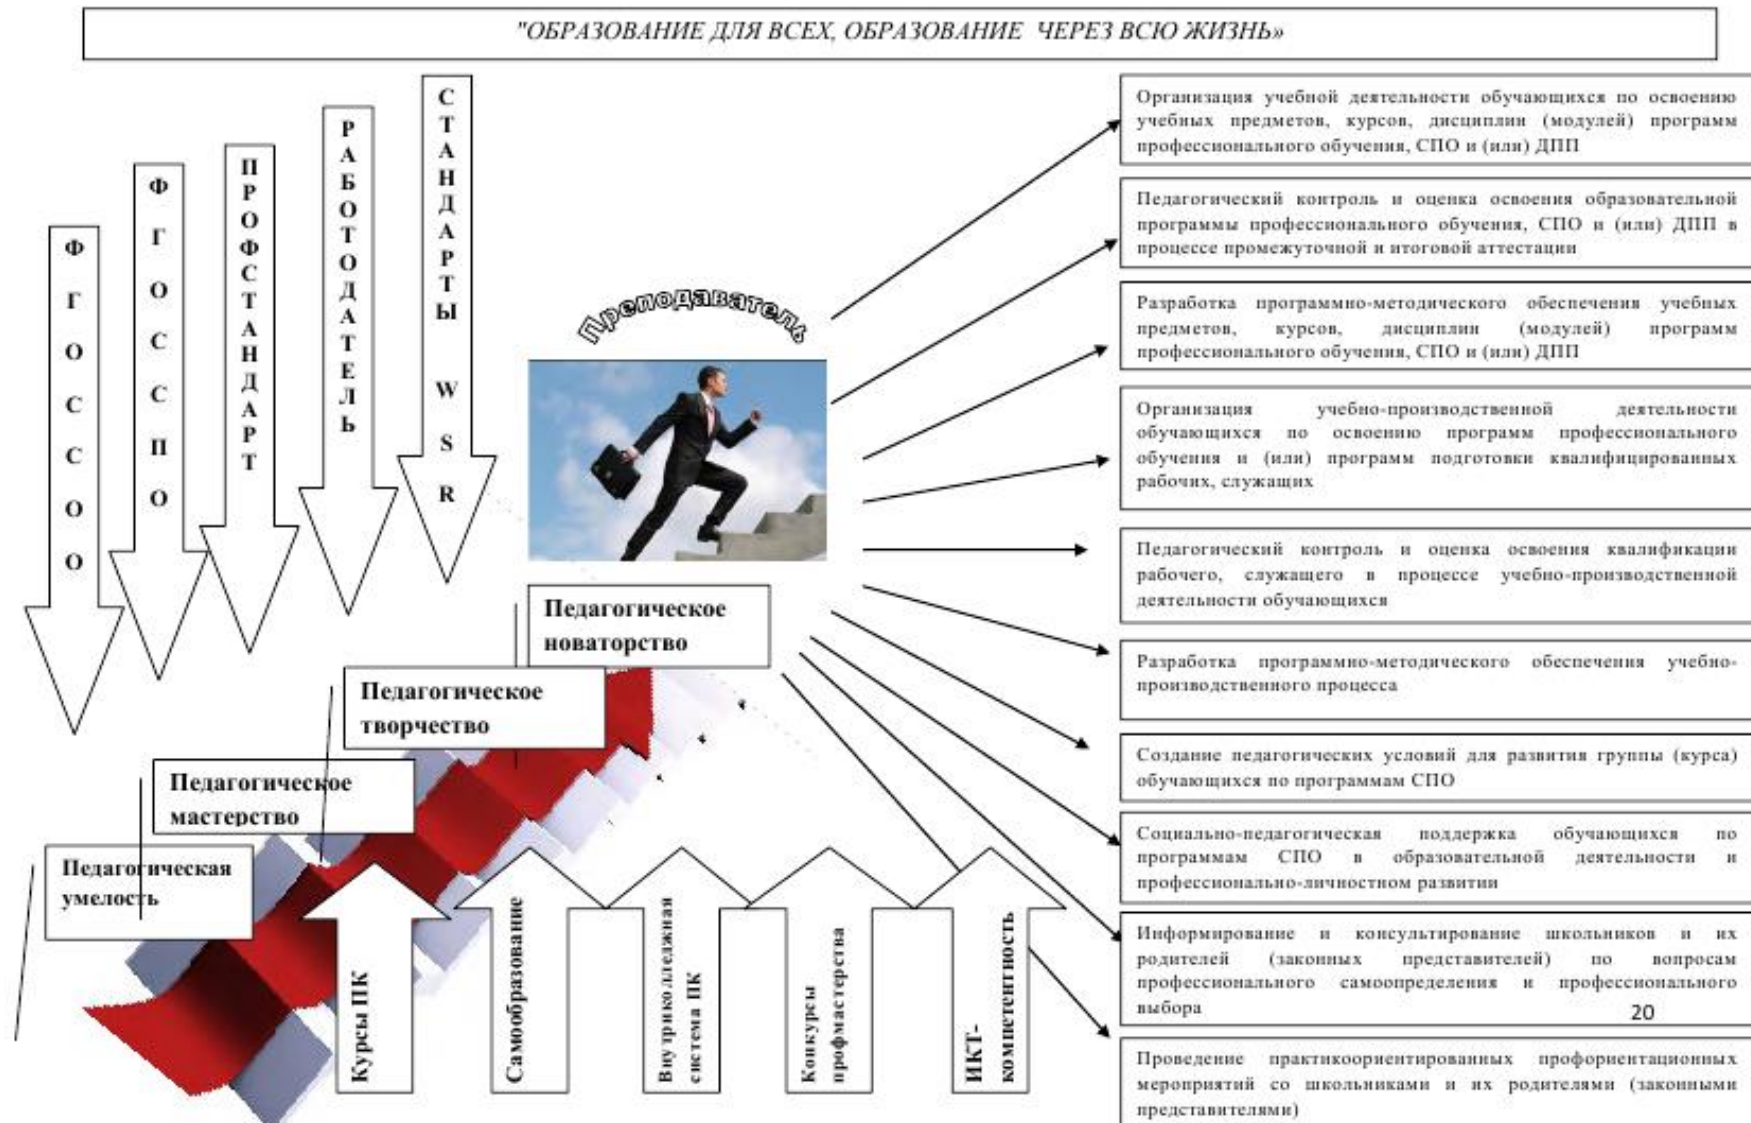 "ОБРАЗОВАНИЕ ДЛЯ ВСЕХ, ОБРАЗОВАНИЕ ЧЕРЕЗ ВСЮ ЖИЗНЬ»
ФГОС СОО
ФГОС СПО
ПРОФСТАНДАРТ
РАБОТОДАТЕЛЬ
СТАНДАРТЫ WSR
Преподаватель
Педагогическое
новаторство
Педагогическое
творчество
Педагогическое
мастерство
Педагогическая
умелость
Курсы ПК
Самообразование
Внутриколледжная
система ПК
Конкурсы
профмастерства
ИКТ-
компетентность
Организация учебной деятельности обучающихся по освоению
учебных предметов, курсов, дисциплин (модулей) программ
профессионального обучения, СПО и (или) ДПП
Педагогический контроль и оценка освоения образовательной
программы профессионального обучения, СПО и (или) ДПП в
процессе промежуточной и итоговой аттестации
Разработка программно-методического обеспечения учебных
предметов, курсов, дисциплин (модулей) программ
профессионального обучения, СПО и (или) ДПП
Организация учебно-производственной деятельности
обучающихся по освоению программ профессионального
обучения и (или) программ подготовки квалифицированных
рабочих, служащих
Педагогический контроль и оценка освоения квалификации
рабочего, служащего в процессе учебно-производственной
деятельности обучающихся
Разработка программно-методического обеспечения учебно-
производственного процесса
Создание педагогических условий для развития группы (курса)
обучающихся по программам СПО
Социально-педагогическая поддержка обучающихся по
программам СПО в образовательной деятельности и
профессионально-личностном развитии
Информирование и консультирование школьников и их
родителей (законных представителей) по вопросам
профессионального самоопределения и профессионального
выбора
20
Проведение практикоориентированных профориентационных
мероприятий со школьниками и их родителями (законными
представителями)